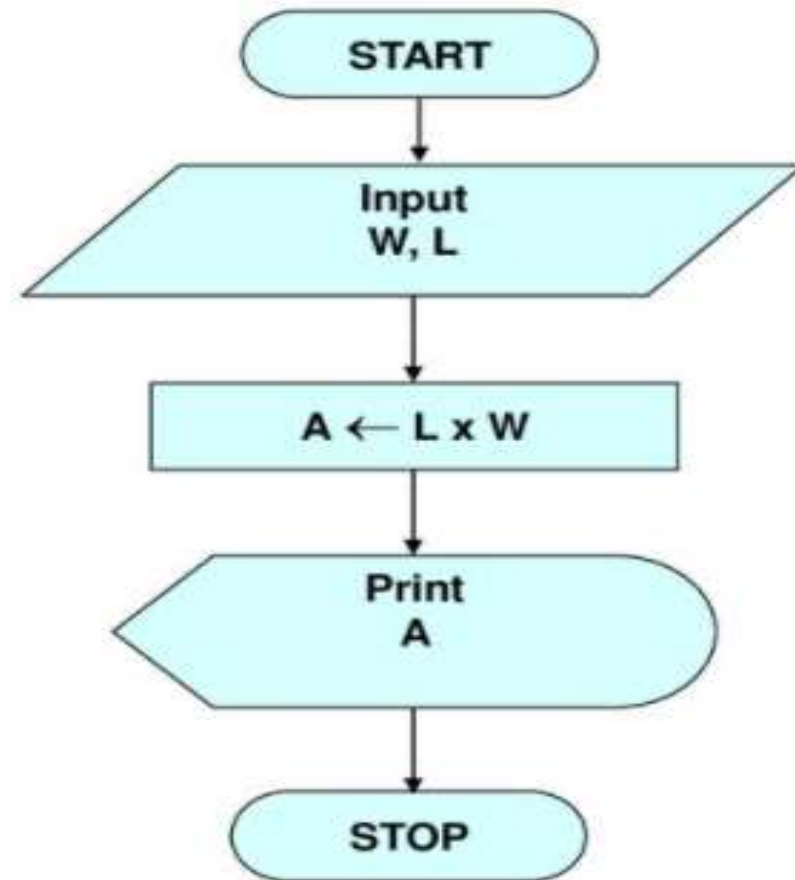 START
Input
W, L
A ← L x W
Print
A
STOP